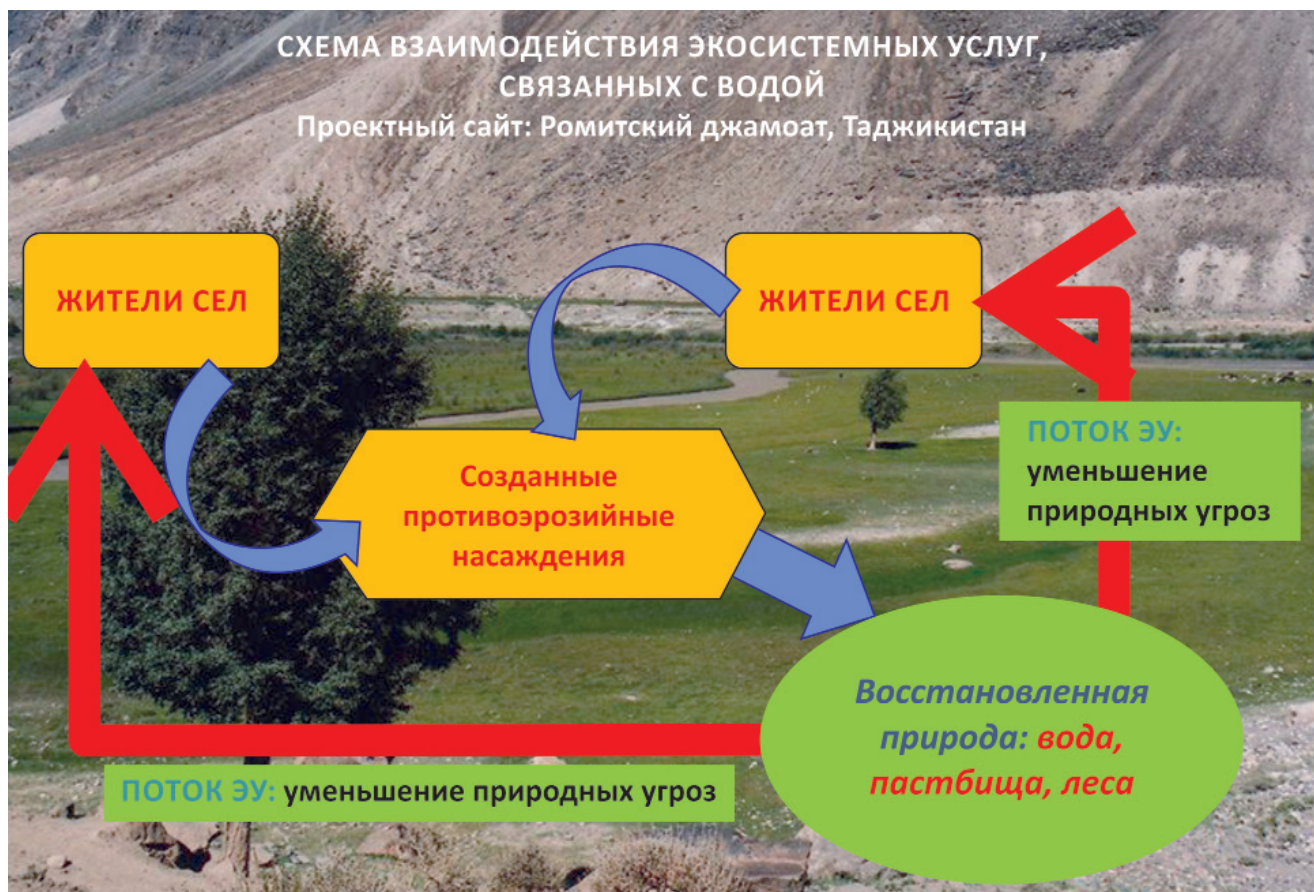 СХЕМА ВЗАИМОДЕЙСТВИЯ ЭКОСИСТЕМНЫХ УСЛУГ,
СВЯЗАННЫХ С ВОДОЙ
Проектный сайт: Ромитский джамоат, Таджикистан
ЖИТЕЛИ СЕЛ
ЖИТЕЛИ СЕЛ
ПОТОК ЭУ:
уменьшение
природных угроз
Созданные
противоэрозийные
насаждения
Восстановленная
природа: вода,
пастбища, леса
ПОТОК ЭУ: уменьшение природных угроз